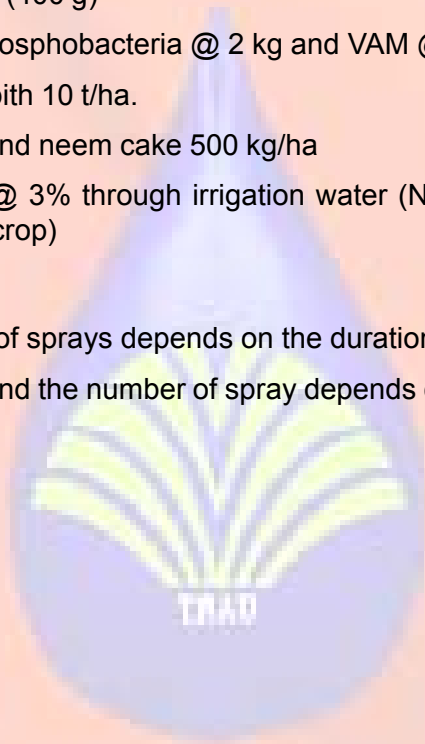 osphobacteria @ 2 kg and VAM @
ith 10 t/ha.
nd neem cake 500 kg/ha
@ 3% through irrigation water (N
crop)
of sprays depends on the duration
nd the number of spray depends
TNAU